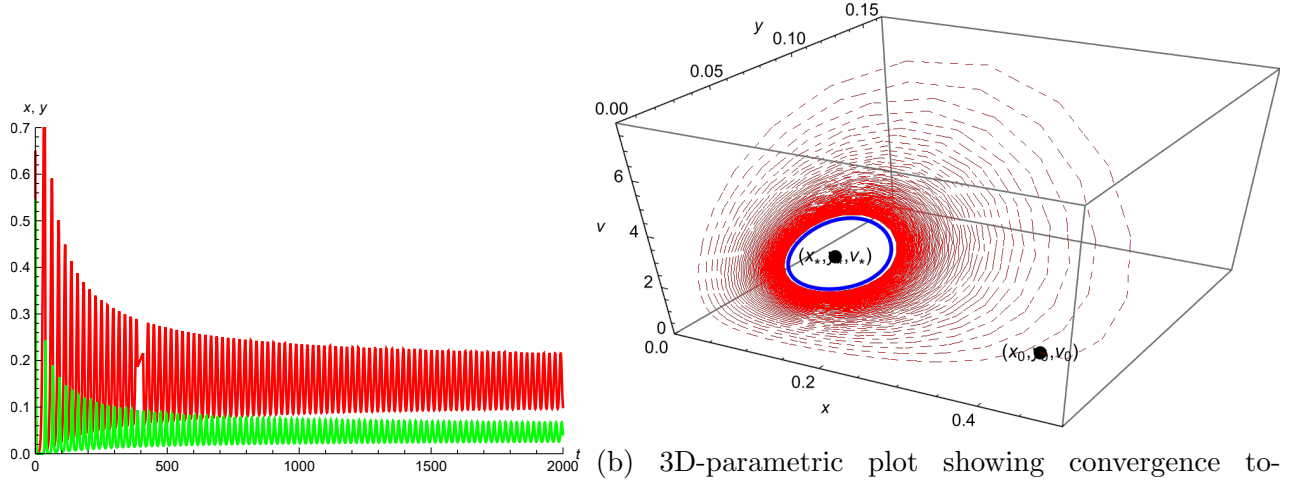 x, y
0.7
0.6
0.5
0.4
0.3
0.2
0.1
0.0
0 500 1000 1500 2000 t
0.15
0.10
y
0.05
0.00
6
v
4
2
0
0.0
0.2
x
0.4
(x*,y*,v*)
(x0,y0,v0)
(b) 3D-parametric plot showing convergence to-